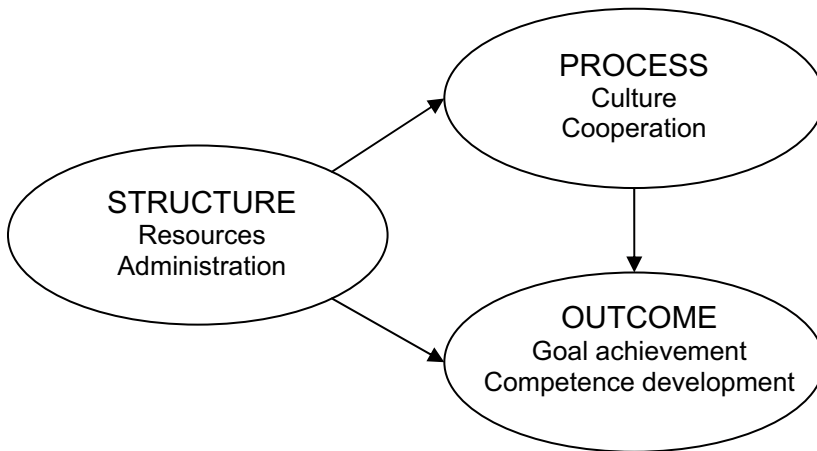 PROCESS
Culture
Cooperation
STRUCTURE
Resources
Administration
OUTCOME
Goal achievement
Competence development